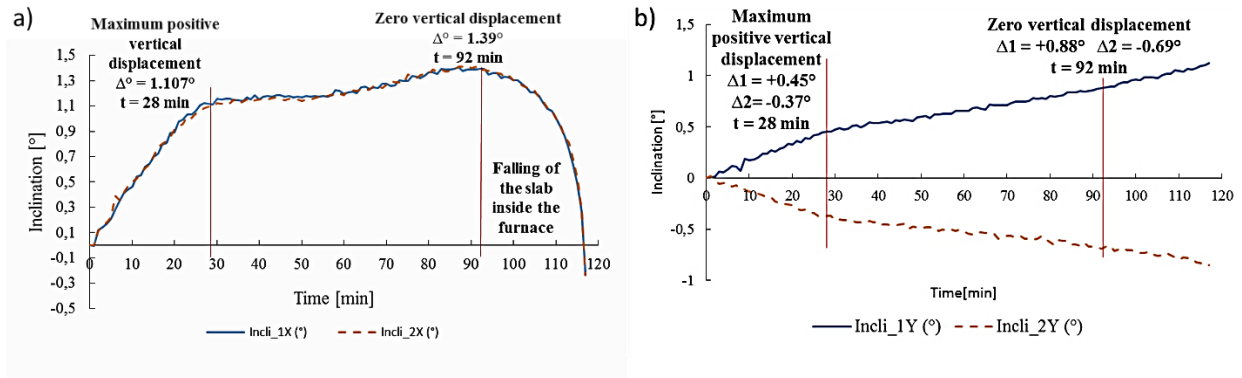 a)
Maximum positive
vertical
displacement
Δº = 1.107°
t = 28 min
Zero vertical displacement
Δ° = 1.39°
t = 92 min
Falling of
the slab
inside the
furnace
Inclination [°]
1,5
1,3
1,1
0,9
0,7
0,5
0,3
0,1
-0,1
-0,3
-0,5
0 10 20 30 40 50 60 70 80 90 100 110 120
Time [min]
Incli_1X (°) Incli_2X (°)
b)
Maximum
positive vertical
displacement
Δ1 = +0.45°
Δ2= -0.37°
t = 28 min
Zero vertical displacement
Δ1 = +0.88° Δ2 = -0.69°
t = 92 min
Inclination [°]
1,5
1
0,5
0
-0,5
-1
0 10 20 30 40 50 60 70 80 90 100 110 120
Time[min]
Incli_1Y (°) Incli_2Y (°)